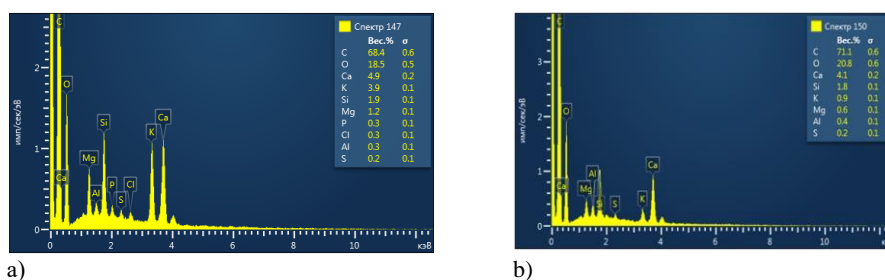 Спектр 147
Вес.% σ
C 68.4 0.6
O 18.5 0.5
Ca 4.9 0.2
K 3.9 0.1
Si 1.9 0.1
Mg 1.2 0.1
P 0.3 0.1
Cl 0.3 0.1
Al 0.3 0.1
S 0.2 0.1
имп/сек/эВ
2
1
0
C
O
Ca
Mg
Al
Si
P
S
Cl
K
Ca
0 2 4 6 8 10 кэВ
a)
Спектр 150
Вес.% σ
C 71.1 0.6
O 20.8 0.6
Ca 4.1 0.2
Si 1.8 0.1
K 0.9 0.1
Mg 0.6 0.1
Al 0.4 0.1
S 0.2 0.1
имп/сек/эВ
3
2
1
0
C
O
Ca
Mg
Al
Si
S
K
Ca
0 2 4 6 8 10
b)